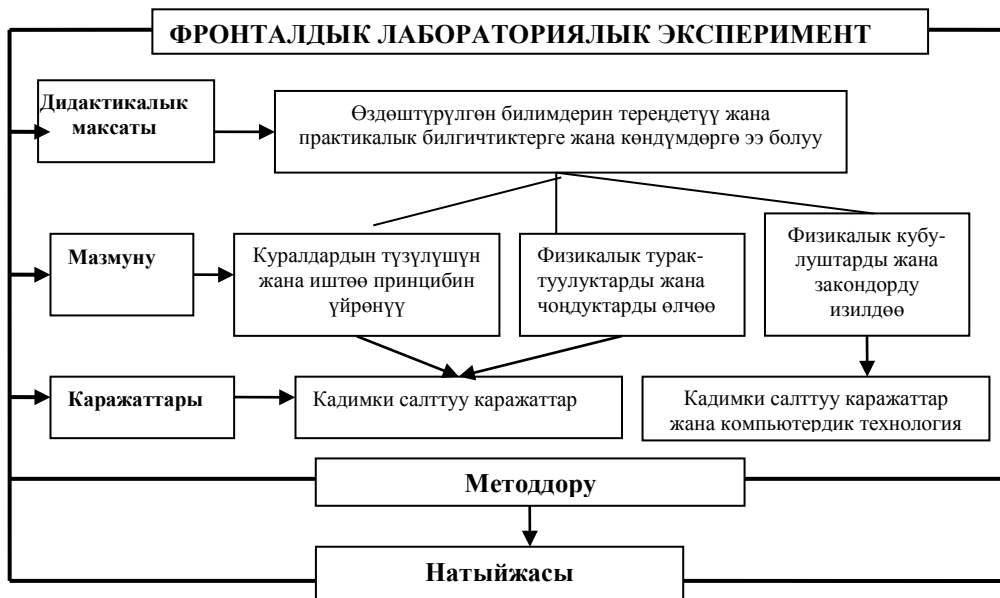 ФРОНТАЛДЫК ЛАБОРАТОРИЯЛЫК ЭКСПЕРИМЕНТ
Дидактикалык
максаты
Өздөштүрүлгөн билимдерин тереңдетүү жана
практикалык билгичтиктерге жана көндүмдөргө ээ болуу
Мазмуну
Куралдардын түзүлүшүн
жана иштөө принцибин
үйрөнүү
Физикалык турак-
туулуктарды жана
чоңдуктарды өлчөө
Физикалык кубу-
луштарды жана
закондорду
изилдөө
Каражаттары
Кадимки салттуу каражаттар
Кадимки салттуу каражаттар
жана компьютердик технология
Методдору
Натыйжасы